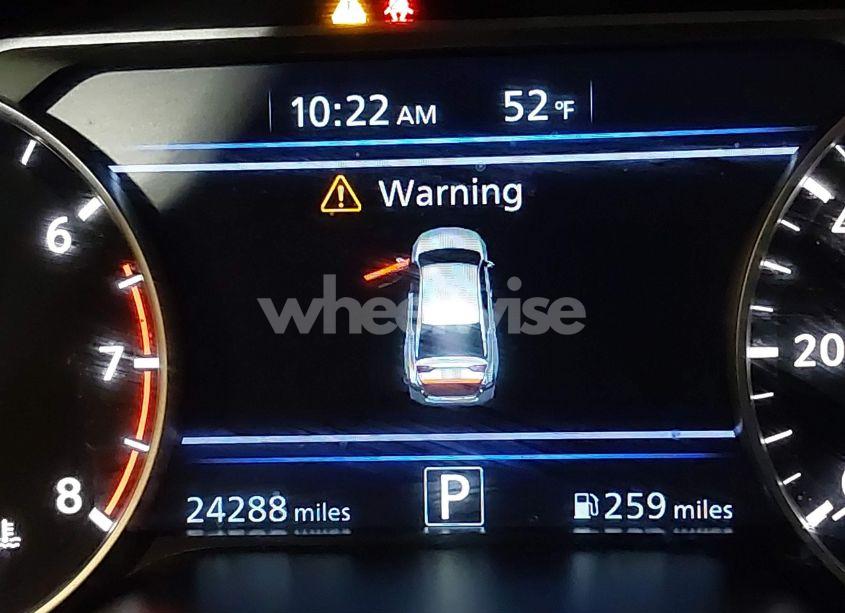 10:22 AM 52 °F
Warning
6
wheelwise
7
20
8
24288 miles
P
259 miles